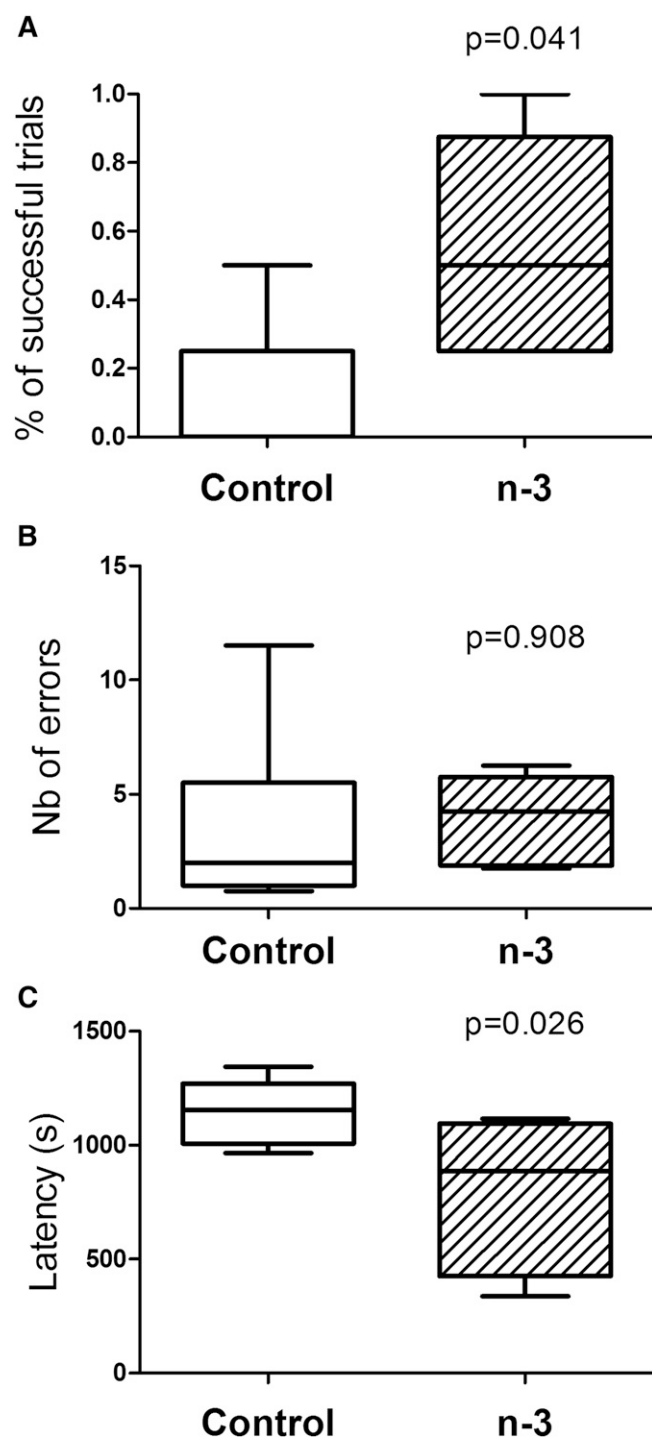 A
p=0.041
% of successful trials
1.0
0.8
0.6
0.4
0.2
0.0
Control n-3
B
p=0.908
Nb of errors
15
10
5
0
Control n-3
C
p=0.026
Latency (s)
1500
1000
500
0
Control n-3